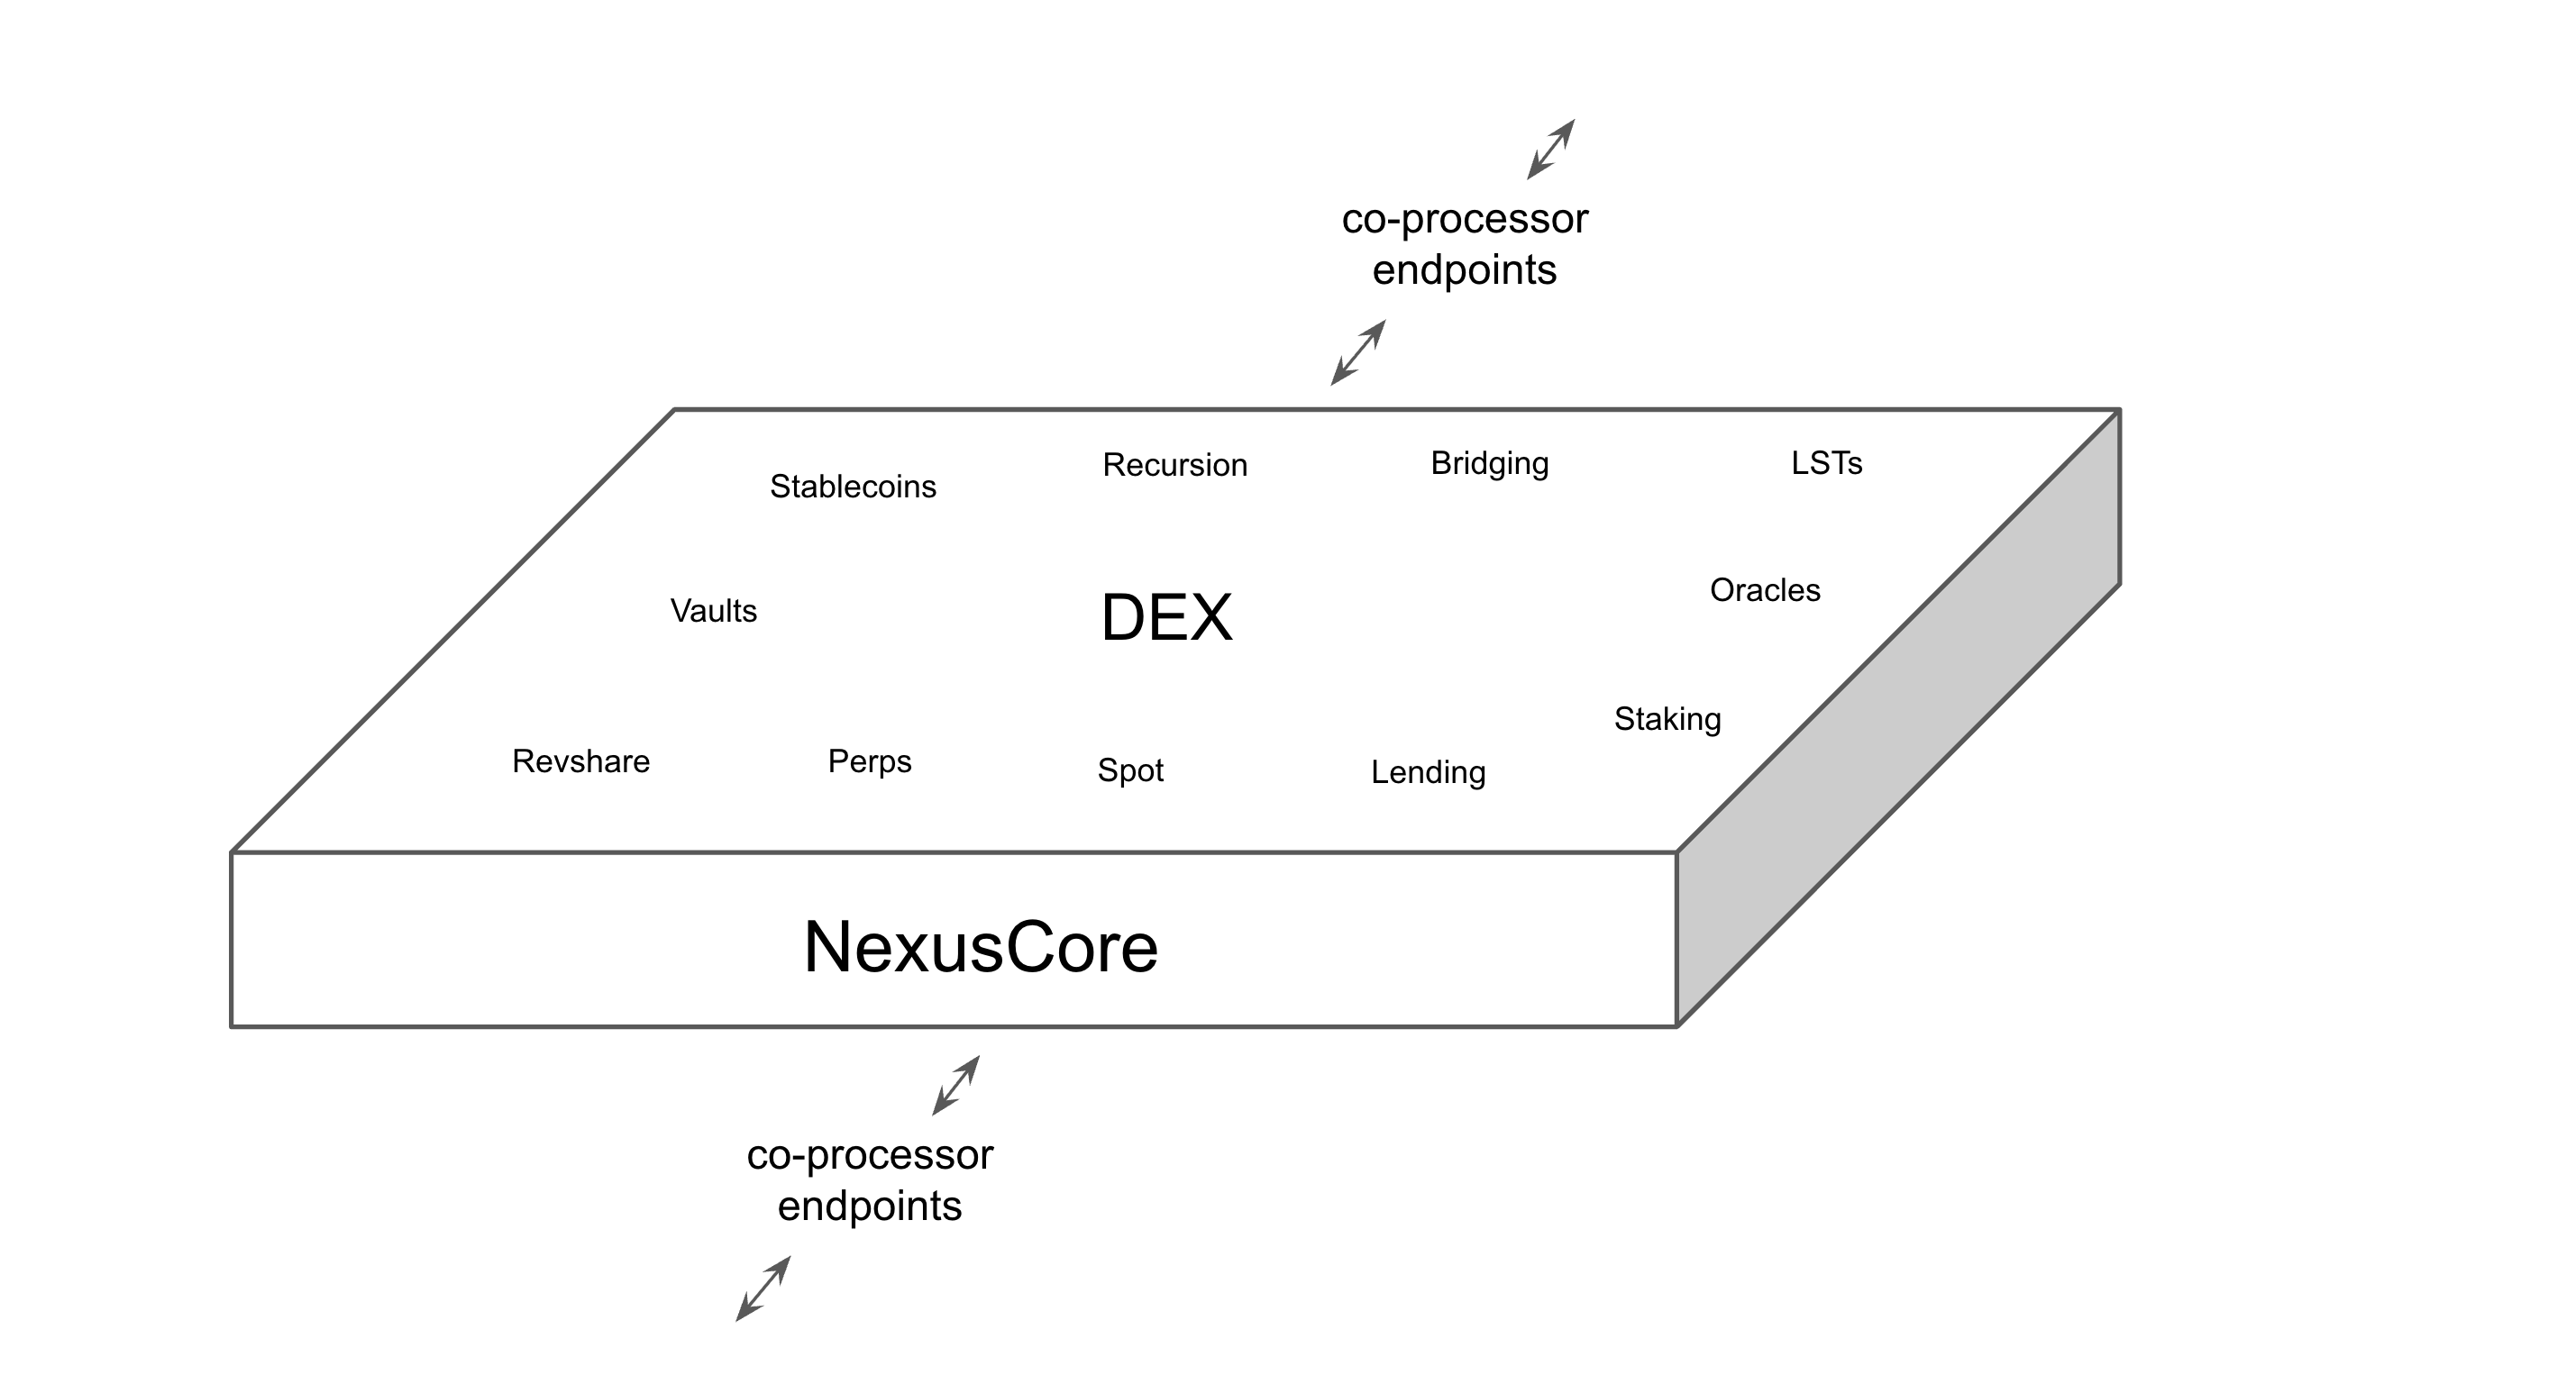 co-processor
endpoints
Stablecoins
Recursion
Bridging
LSTs
Vaults
DEX
Oracles
Staking
Revshare
Perps
Spot
Lending
NexusCore
co-processor
endpoints